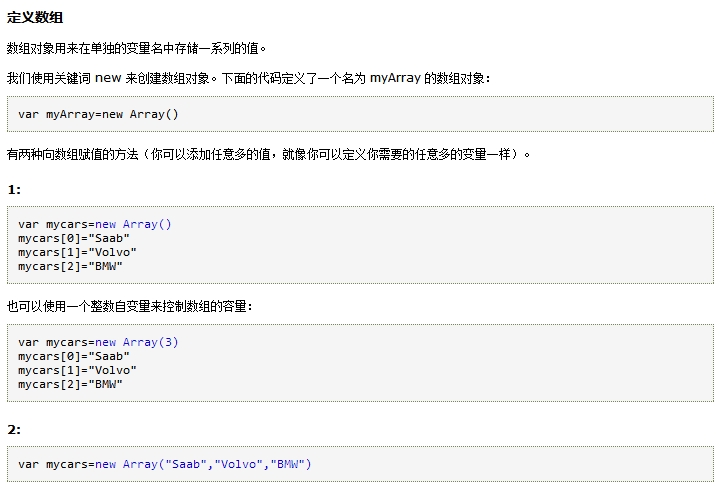 定义数组
数组对象用来在单独的变量名中存储一系列的值。
我们使用关键词 new 来创建数组对象。下面的代码定义了一个名为 myArray 的数组对象：
var myArray=new Array()
有两种向数组赋值的方法（你可以添加任意多的值，就像你可以定义你需要的任意多的变量一样）。
1:
var mycars=new Array()
mycars[0]="Saab"
mycars[1]="Volvo"
mycars[2]="BMW"
也可以使用一个整数自变量来控制数组的容量：
var mycars=new Array(3)
mycars[0]="Saab"
mycars[1]="Volvo"
mycars[2]="BMW"
2:
var mycars=new Array("Saab","Volvo","BMW")